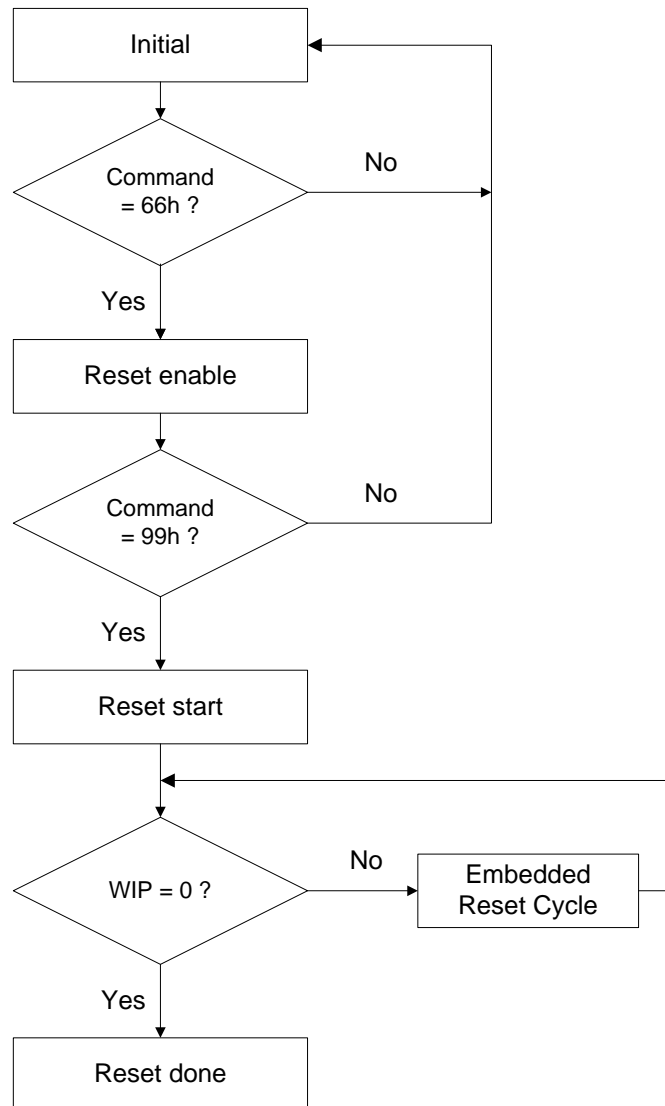 Initial
Command
= 66h ?
No
Yes
Reset enable
Command
= 99h ?
No
Yes
Reset start
WIP = 0 ?
No
Embedded
Reset Cycle
Yes
Reset done